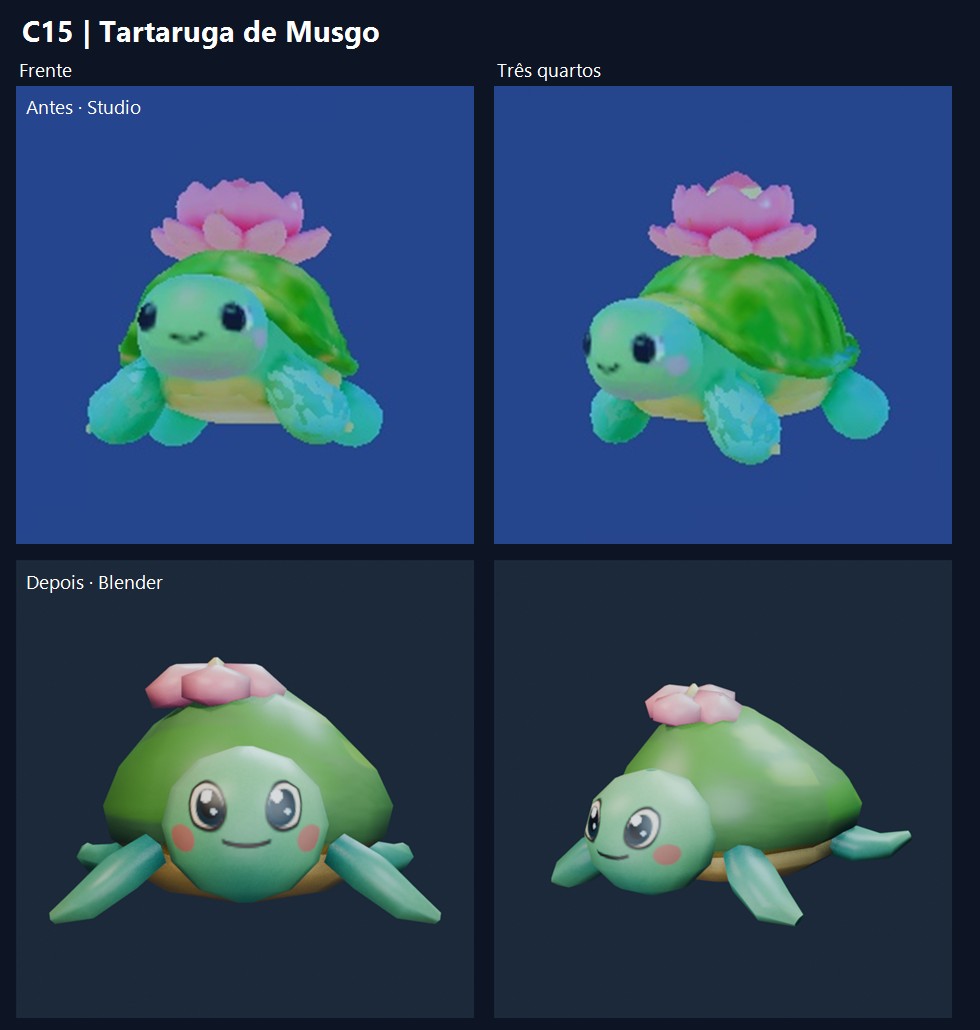 C15 | Tartaruga de Musgo
Frente
Três quartos
Antes · Studio
Depois · Blender